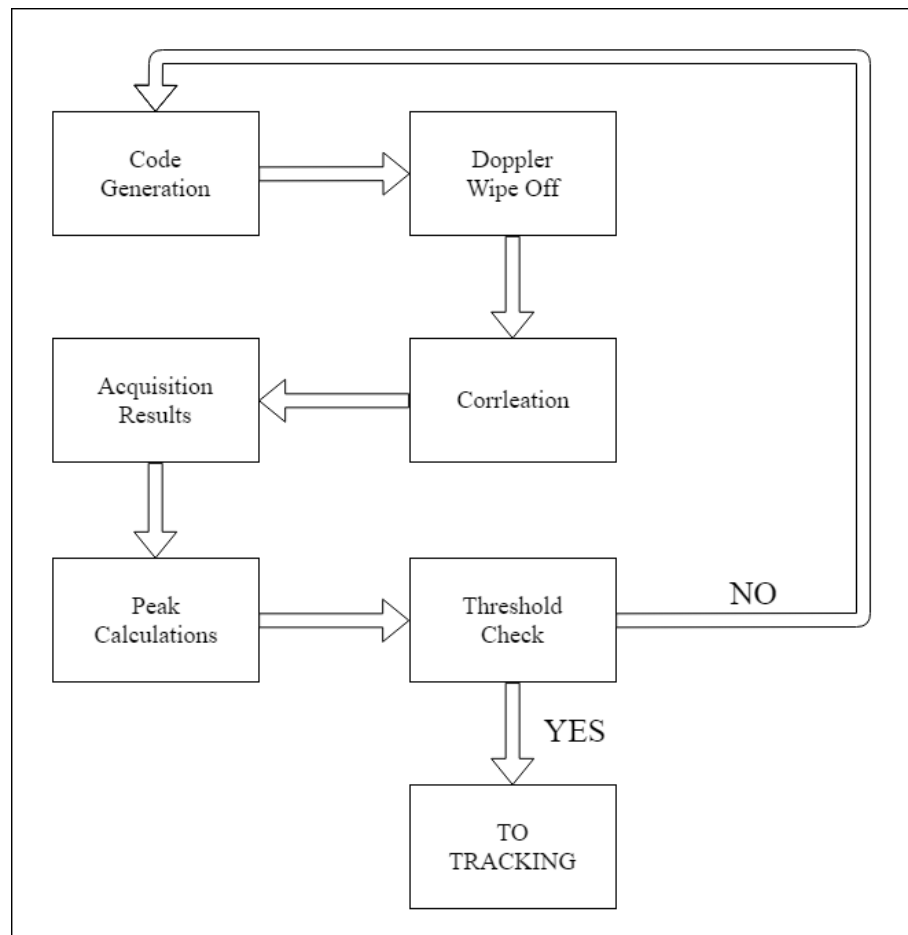 Code
Generation
Doppler
Wipe Off
Acquisition
Results
Corrleation
Peak
Calculations
Threshold
Check
NO
YES
TO
TRACKING